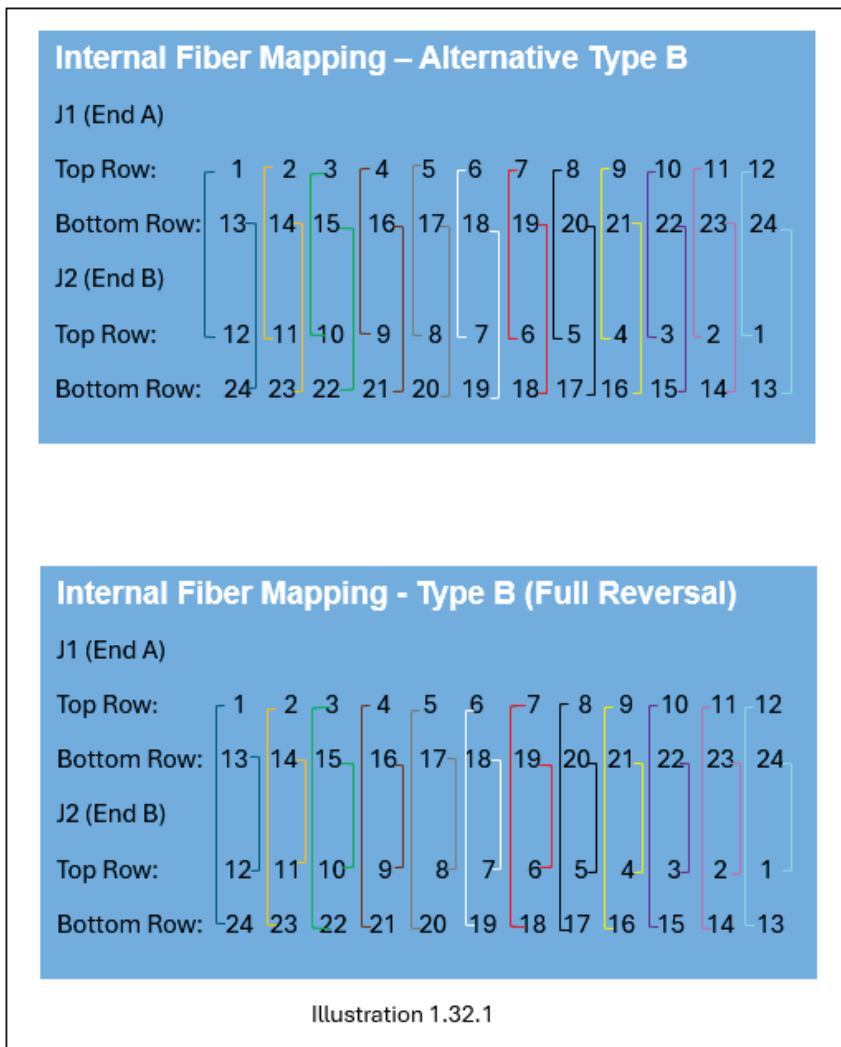 Internal Fiber Mapping – Alternative Type B
J1 (End A)
Top Row: 1 2 3 4 5 6 7 8 9 10 11 12
Bottom Row: 13 14 15 16 17 18 19 20 21 22 23 24
J2 (End B)
Top Row: 12 11 10 9 8 7 6 5 4 3 2 1
Bottom Row: 24 23 22 21 20 19 18 17 16 15 14 13
Internal Fiber Mapping - Type B (Full Reversal)
J1 (End A)
Top Row: 1 2 3 4 5 6 7 8 9 10 11 12
Bottom Row: 13 14 15 16 17 18 19 20 21 22 23 24
J2 (End B)
Top Row: 12 11 10 9 8 7 6 5 4 3 2 1
Bottom Row: 24 23 22 21 20 19 18 17 16 15 14 13
Illustration 1.32.1